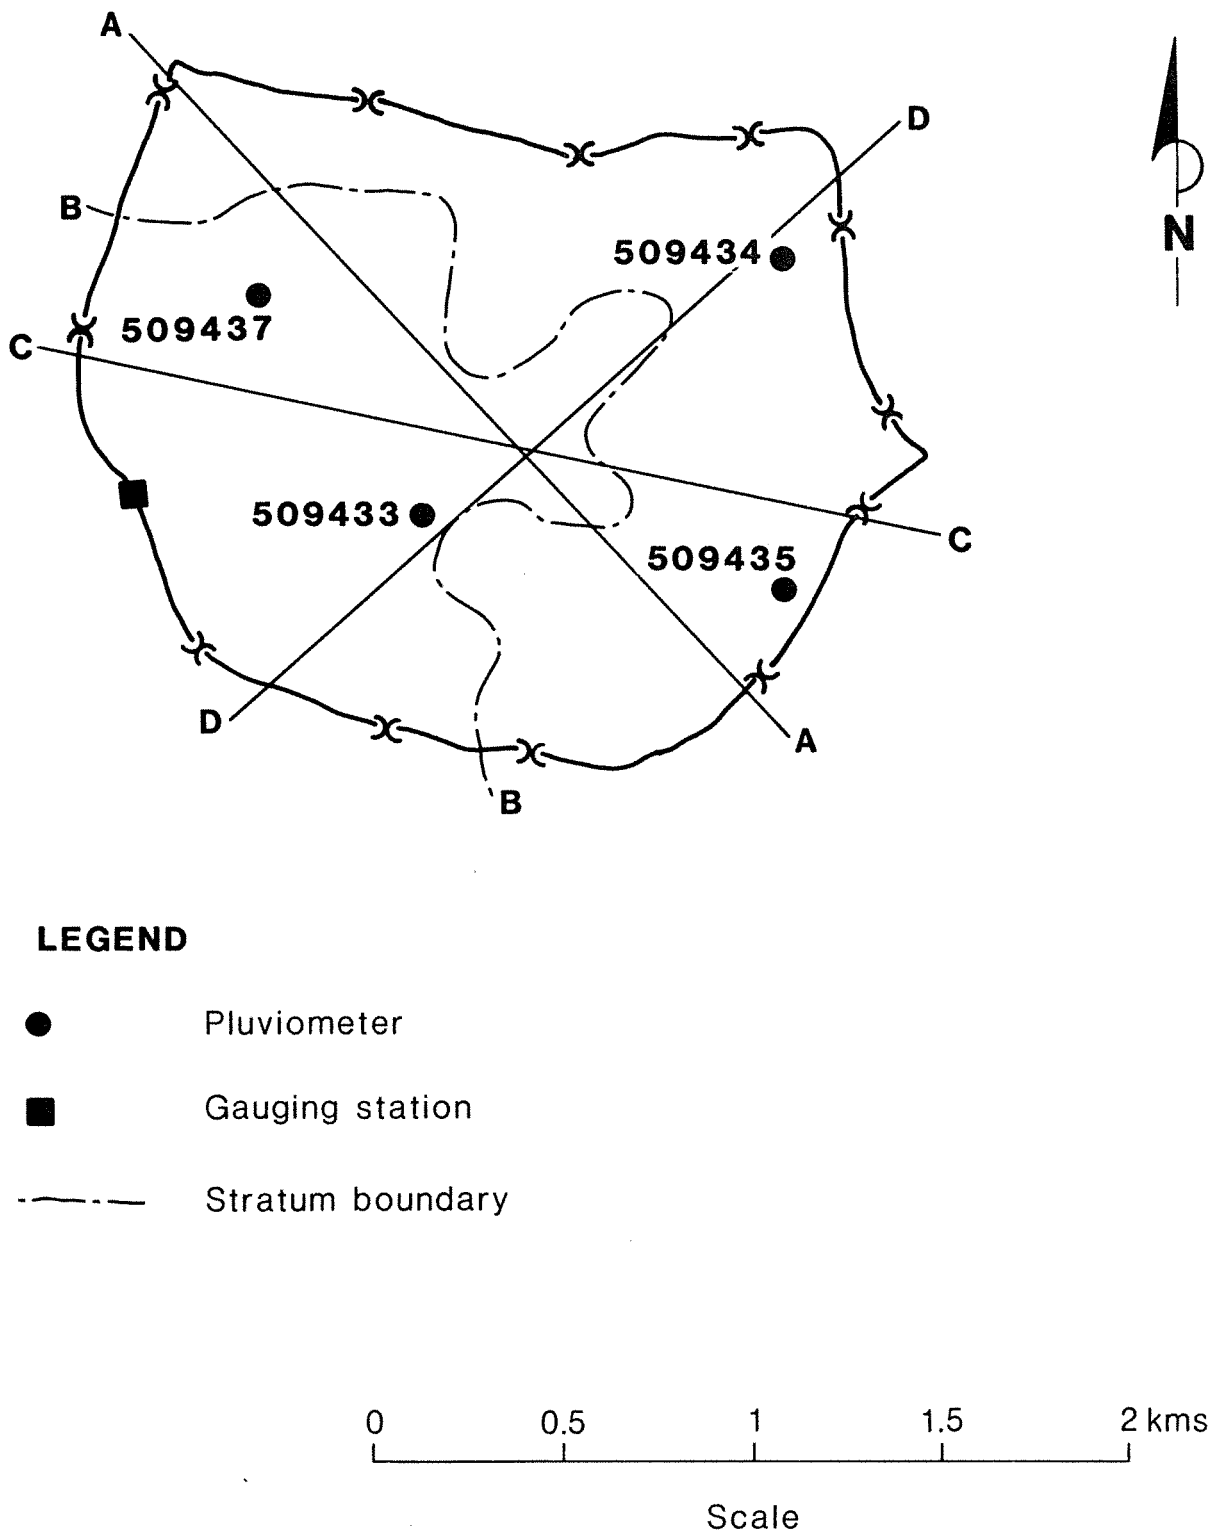 A
D
B
509434
N
509437
C
509433
C
509435
D
A
B
LEGEND
Pluviometer
Gauging station
Stratum boundary
0 0.5 1 1.5 2 kms
Scale